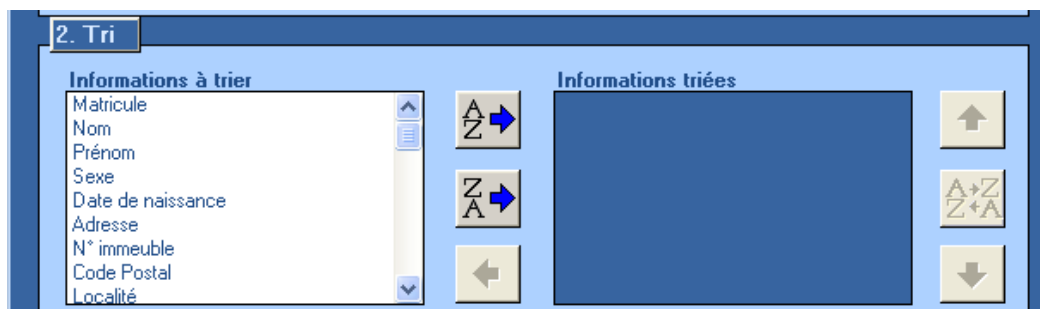 2. Tri
Informations à trier
Informations triées
Matricule
Nom
Prénom
Sexe
Date de naissance
Adresse
N° immeuble
Code Postal
Localité
A
Z
Z
A
A Z
Z A